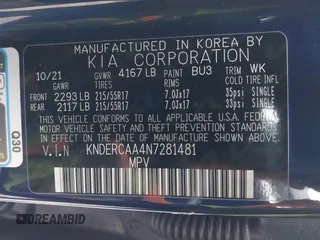 MANUFACTURED IN KOREA BY
KIA CORPORATION
10/21 GVWR 4167 LB PAINT BU3 TRIM WK
GAWR TIRE RIM COLD TIRE INFL
FRONT 2293 LB 215/55R17 7.0JX17 35psi SINGLE
REAR 2117 LB 215/55R17 7.0JX17 33psi SINGLE
THIS VEHICLE CONFORMS TO ALL APPLICABLE
U.S.A. FEDERAL MOTOR VEHICLE SAFETY,
BUMPER, AND THEFT PREVENTION STANDARDS
IN EFFECT ON THE DATE OF MANUFACTURE
SHOWN ABOVE.
V.I.N KNDERCAA4N7281481
MPV
Q30
© DREAMBID